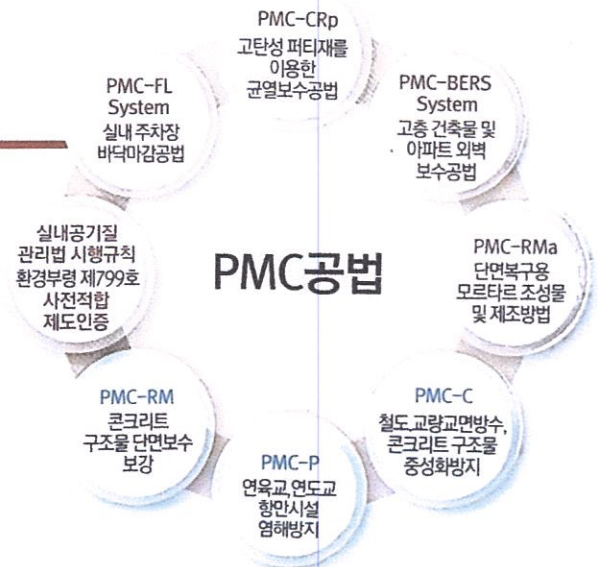 PMC-CRp
고탄성 퍼티재를
이용한
균열보수공법
PMC-BERS
System
고층 건축물 및
아파트 외벽
보수공법
PMC-RMa
단면복구용
모르타르 조성물
및 제조방법
PMC-C
철도,교량교면방수,
콘크리트 구조물
중성화방지
PMC-P
연육교,연도교
항만시설
염해방지
PMC-RM
콘크리트
구조물 단면보수
보강
실내공기질
관리법 시행규칙
환경부령 제799호
사전적합
제도인증
PMC-FL
System
실내 주차장
바닥마감공법
PMC공법